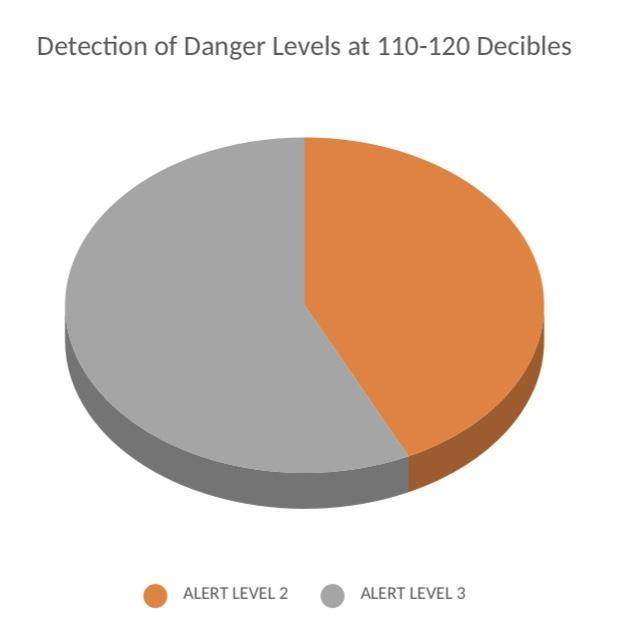 Detection of Danger Levels at 110-120 Decibles
ALERT LEVEL 2 ALERT LEVEL 3